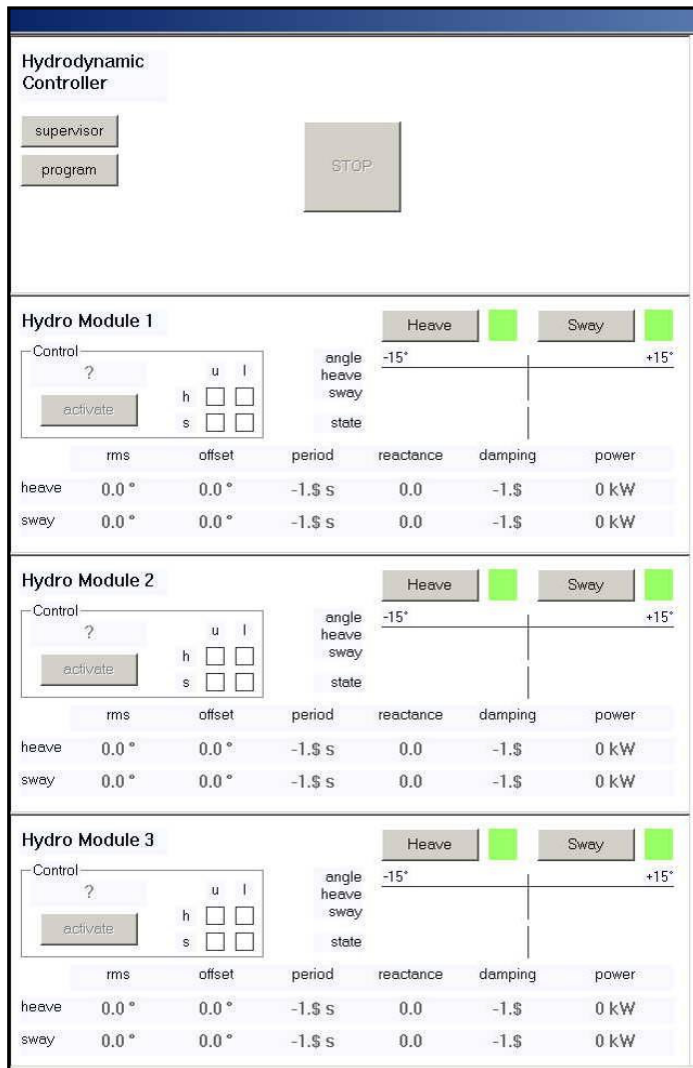 Hydrodynamic
Controller
supervisor
program
STOP
Hydro Module 1
Heave
Sway
Control
?
u l
h
s
activate
angle -15° +15°
heave
sway
state
rms offset period reactance damping power
heave 0.0 ° 0.0 ° -1.$ s 0.0 -1.$ 0 kW
sway 0.0 ° 0.0 ° -1.$ s 0.0 -1.$ 0 kW
Hydro Module 2
Heave
Sway
Control
?
u l
h
s
activate
angle -15° +15°
heave
sway
state
rms offset period reactance damping power
heave 0.0 ° 0.0 ° -1.$ s 0.0 -1.$ 0 kW
sway 0.0 ° 0.0 ° -1.$ s 0.0 -1.$ 0 kW
Hydro Module 3
Heave
Sway
Control
?
u l
h
s
activate
angle -15° +15°
heave
sway
state
rms offset period reactance damping power
heave 0.0 ° 0.0 ° -1.$ s 0.0 -1.$ 0 kW
sway 0.0 ° 0.0 ° -1.$ s 0.0 -1.$ 0 kW